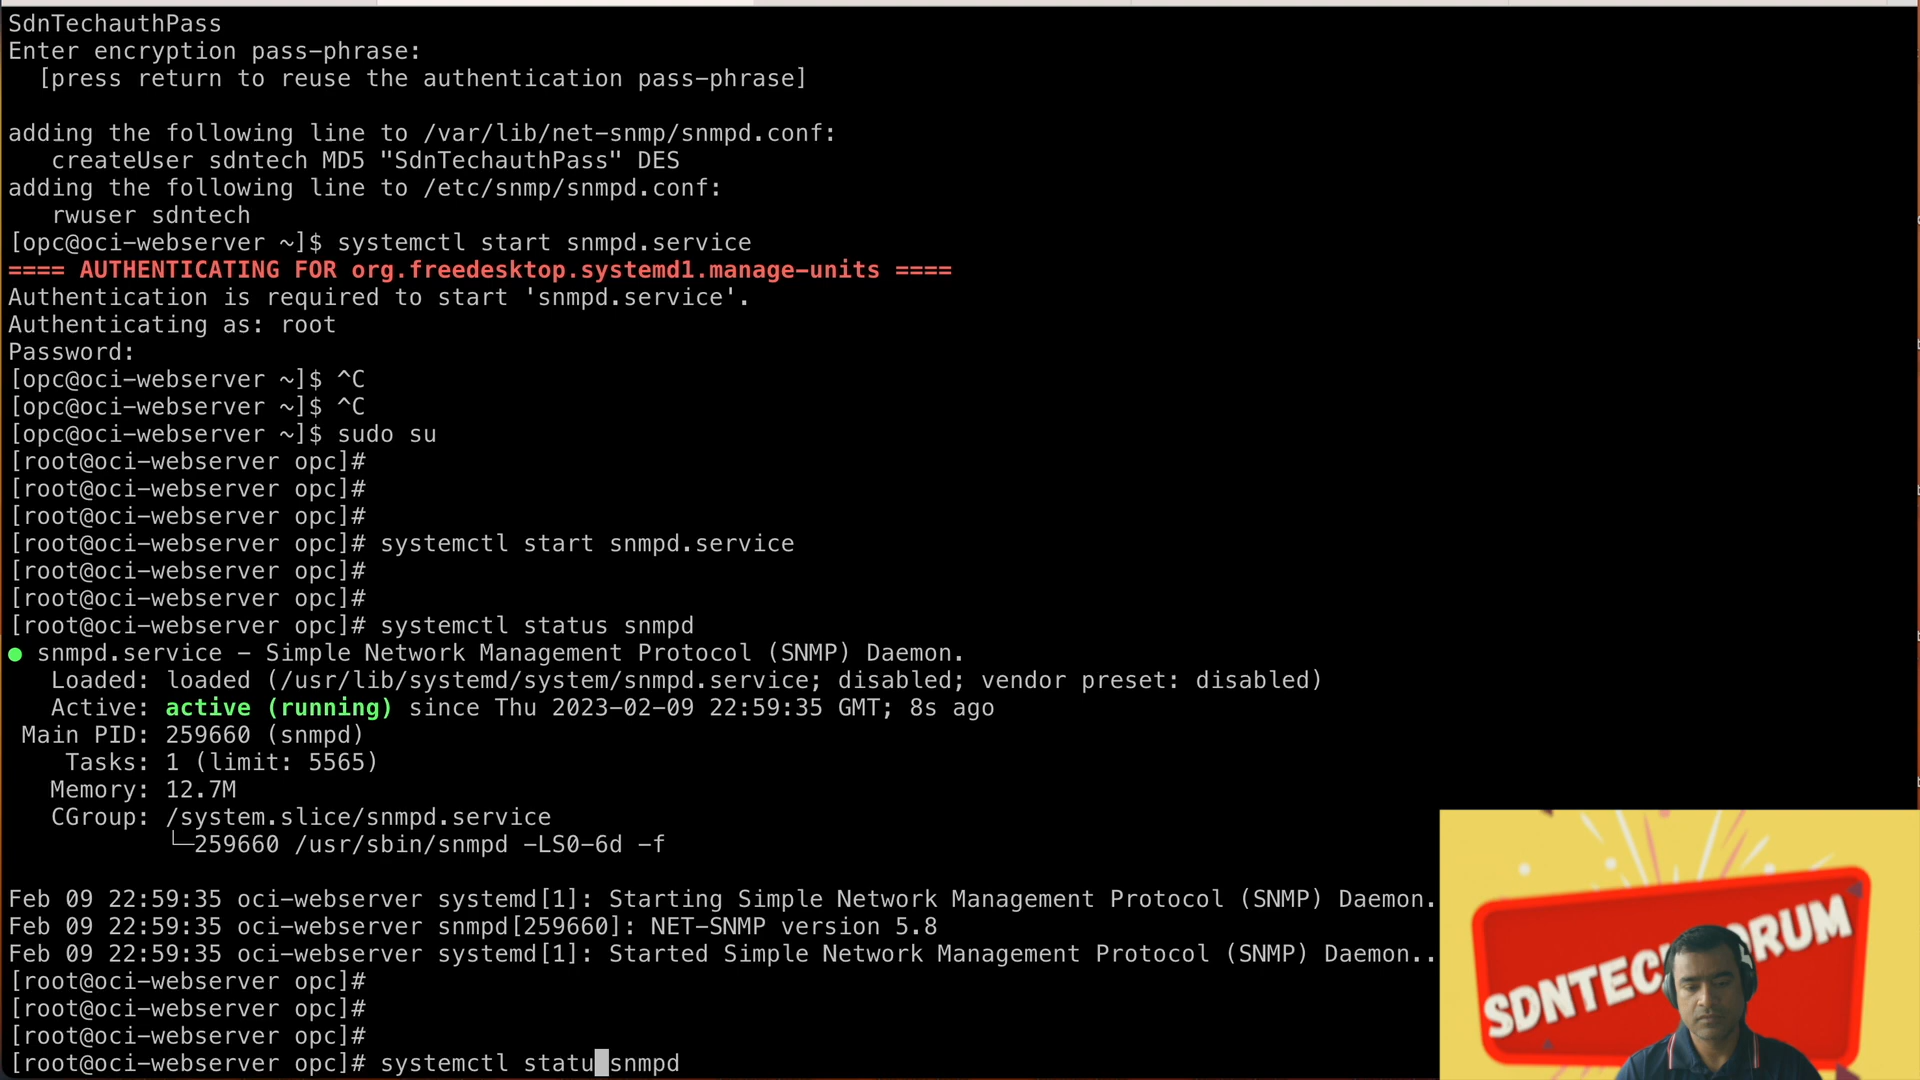 SdnTechauthPass
Enter encryption pass-phrase:
  [press return to reuse the authentication pass-phrase]
adding the following line to /var/lib/net-snmp/snmpd.conf:
   createUser sdntech MD5 "SdnTechauthPass" DES
adding the following line to /etc/snmp/snmpd.conf:
   rwuser sdntech
[opc@oci-webserver ~]$ systemctl start snmpd.service
==== AUTHENTICATING FOR org.freedesktop.systemd1.manage-units ====
Authentication is required to start 'snmpd.service'.
Authenticating as: root
Password:
[opc@oci-webserver ~]$ ^C
[opc@oci-webserver ~]$ ^C
[opc@oci-webserver ~]$ sudo su
[root@oci-webserver opc]#
[root@oci-webserver opc]#
[root@oci-webserver opc]#
[root@oci-webserver opc]# systemctl start snmpd.service
[root@oci-webserver opc]#
[root@oci-webserver opc]#
[root@oci-webserver opc]# systemctl status snmpd
● snmpd.service - Simple Network Management Protocol (SNMP) Daemon.
   Loaded: loaded (/usr/lib/systemd/system/snmpd.service; disabled; vendor preset: disabled)
   Active: active (running) since Thu 2023-02-09 22:59:35 GMT; 8s ago
 Main PID: 259660 (snmpd)
    Tasks: 1 (limit: 5565)
   Memory: 12.7M
   CGroup: /system.slice/snmpd.service
           └─259660 /usr/sbin/snmpd -LS0-6d -f
Feb 09 22:59:35 oci-webserver systemd[1]: Starting Simple Network Management Protocol (SNMP) Daemon.
Feb 09 22:59:35 oci-webserver snmpd[259660]: NET-SNMP version 5.8
Feb 09 22:59:35 oci-webserver systemd[1]: Started Simple Network Management Protocol (SNMP) Daemon..
[root@oci-webserver opc]#
[root@oci-webserver opc]#
[root@oci-webserver opc]#
[root@oci-webserver opc]# systemctl statu snmpd